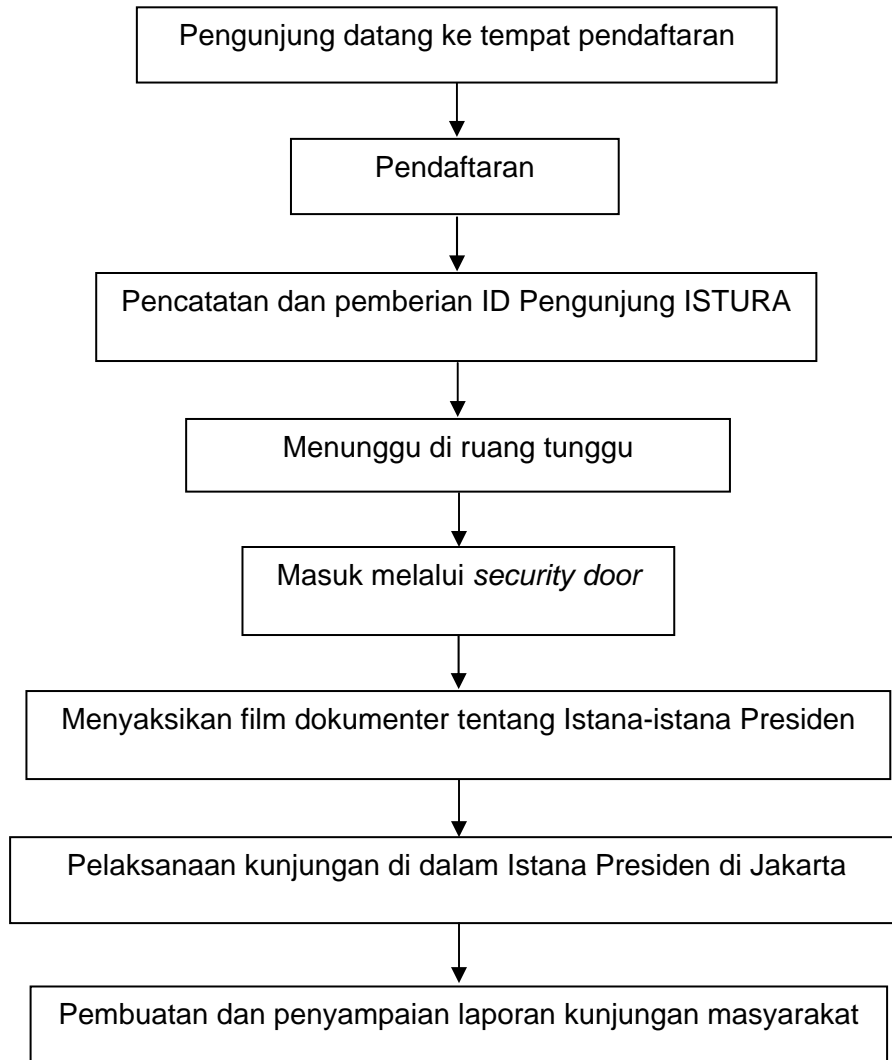 Pengunjung datang ke tempat pendaftaran
Pendaftaran
Pencatatan dan pemberian ID Pengunjung ISTURA
Menunggu di ruang tunggu
Masuk melalui security door
Menyaksikan film dokumenter tentang Istana-istana Presiden
Pelaksanaan kunjungan di dalam Istana Presiden di Jakarta
Pembuatan dan penyampaian laporan kunjungan masyarakat